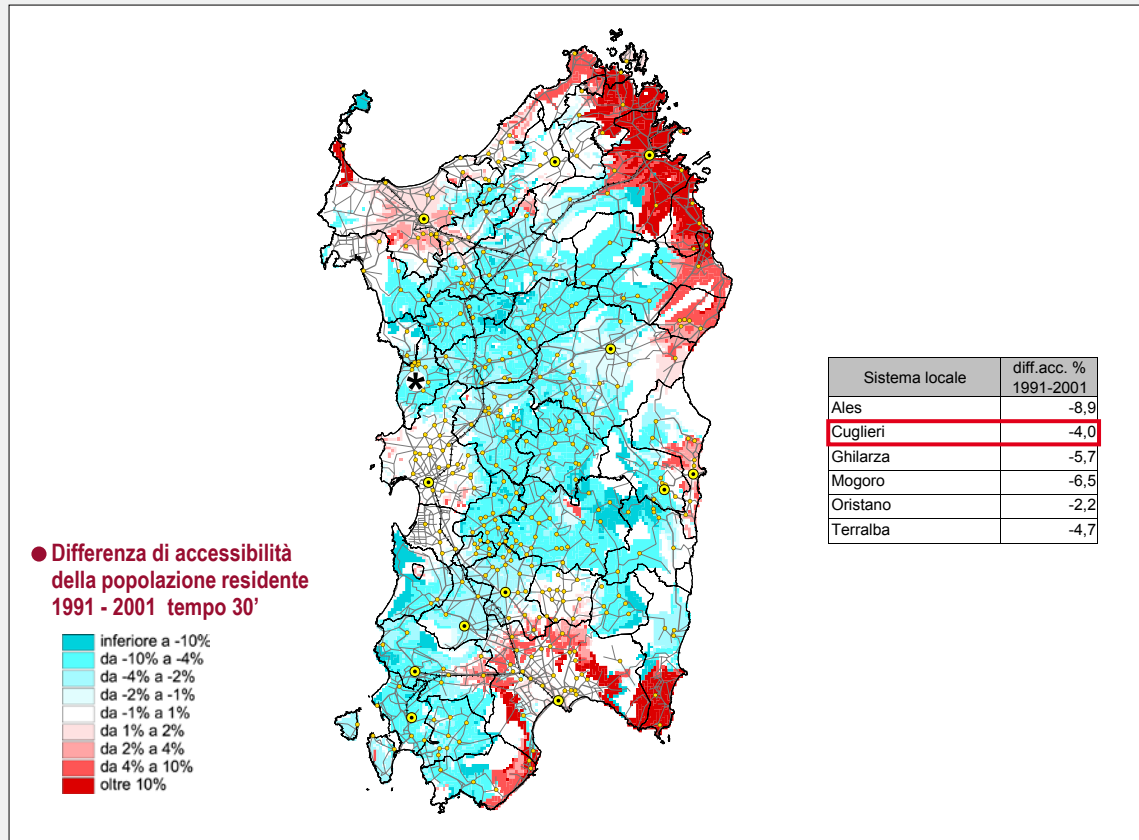 *
Sistema locale diff.acc. % 1991-2001
Ales -8,9
Cuglieri -4,0
Ghilarza -5,7
Mogoro -6,5
Oristano -2,2
Terralba -4,7
Differenza di accessibilità
della popolazione residente
1991 - 2001 tempo 30'
inferiore a -10%
da -10% a -4%
da -4% a -2%
da -2% a -1%
da -1% a 1%
da 1% a 2%
da 2% a 4%
da 4% a 10%
oltre 10%